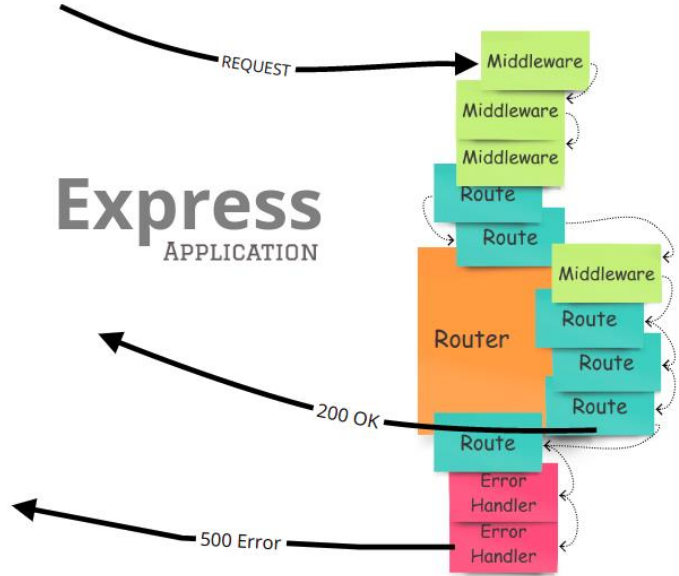 REQUEST
Middleware
Middleware
Middleware
Route
Route
Express
APPLICATION
Middleware
Route
Router
Route
Route
200 OK
Route
Error
Handler
Error
Handler
500 Error